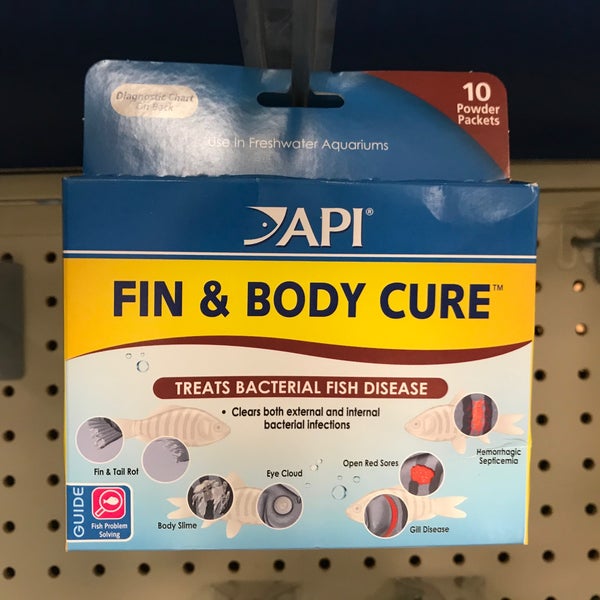 Diagnostic Chart
On Back
10
Powder
Packets
Use In Freshwater Aquariums
API®
FIN & BODY CURE™
TREATS BACTERIAL FISH DISEASE
• Clears both external and internal
bacterial infections
Hemorrhagic
Septicemia
Fin & Tail Rot
Eye Cloud
Open Red Sores
Body Slime
Gill Disease
GUIDE
Fish Problem
Solving